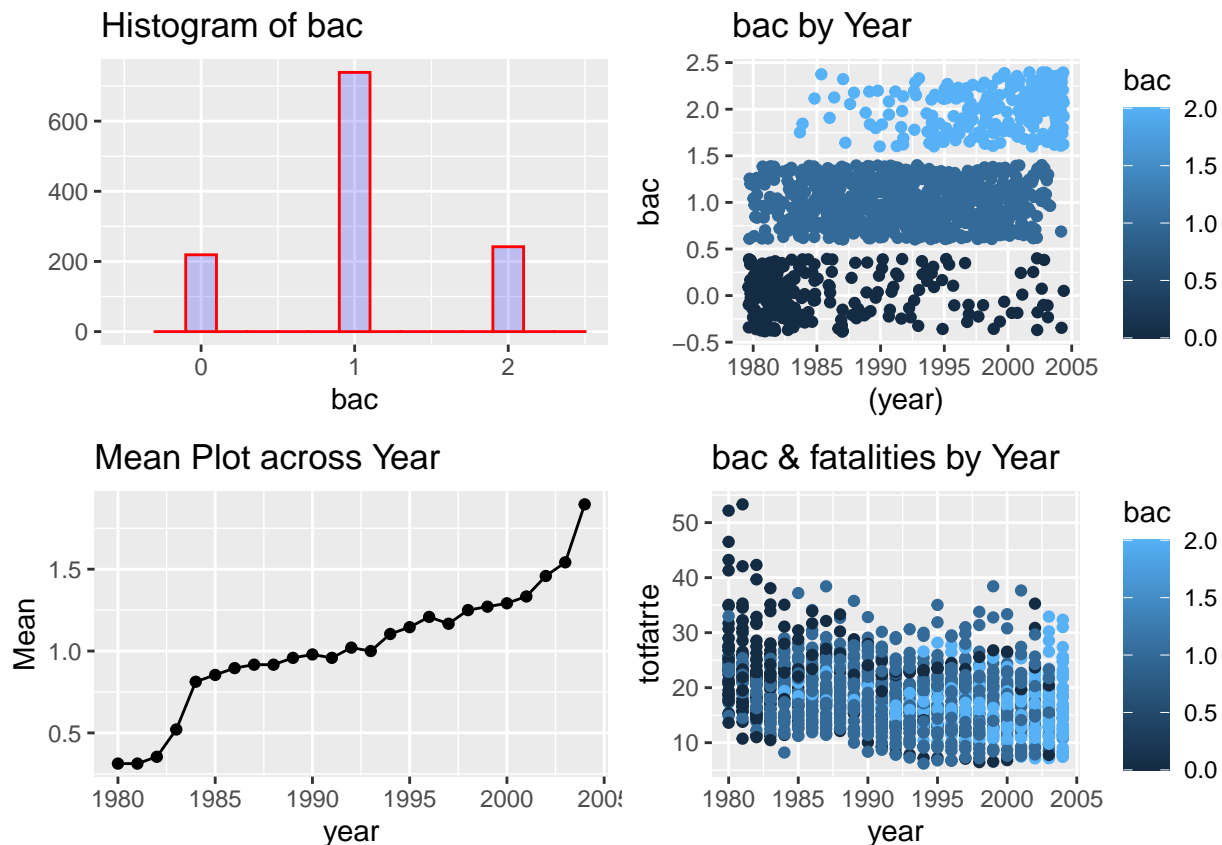 Histogram of bac
600
400
200
0
0 1 2
bac
bac by Year
2.5
2.0
1.5
1.0
0.5
0.0
−0.5
bac
1980 1985 1990 1995 2000 2005
(year)
bac
2.0
1.5
1.0
0.5
0.0
Mean Plot across Year
1.5
1.0
0.5
Mean
1980 1985 1990 1995 2000 2005
year
bac & fatalities by Year
50
40
30
20
10
totfatrte
1980 1985 1990 1995 2000 2005
year
bac
2.0
1.5
1.0
0.5
0.0